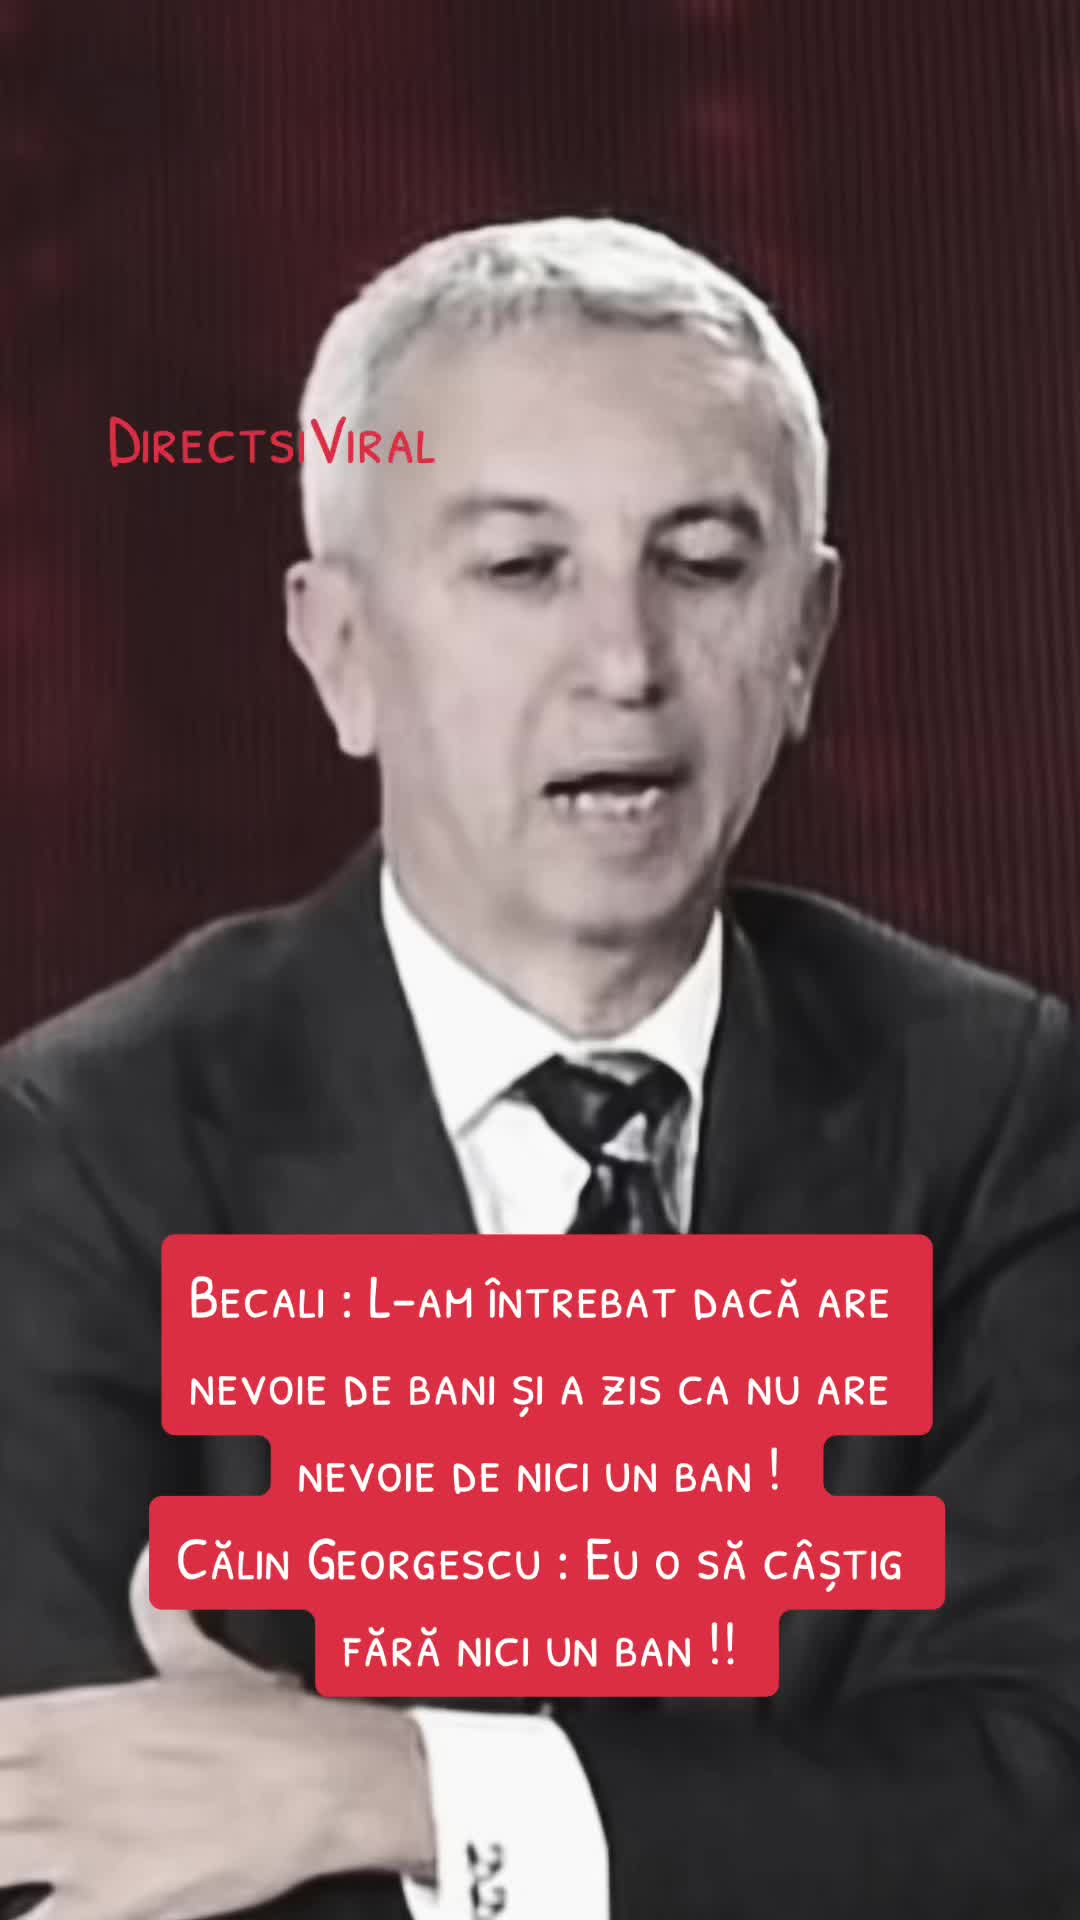 DirectsiViral
Becali : L-am întrebat dacă are
nevoie de bani și a zis ca nu are
nevoie de nici un ban !
Călin Georgescu : Eu o să câștig
fără nici un ban !!